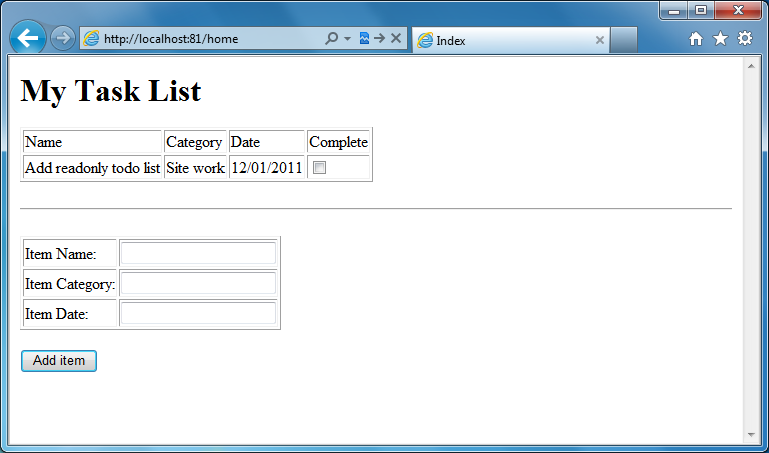 http://localhost:81/home
Index
My Task List
Name Category Date Complete
Add readonly todo list Site work 12/01/2011
Item Name:
Item Category:
Item Date:
Add item